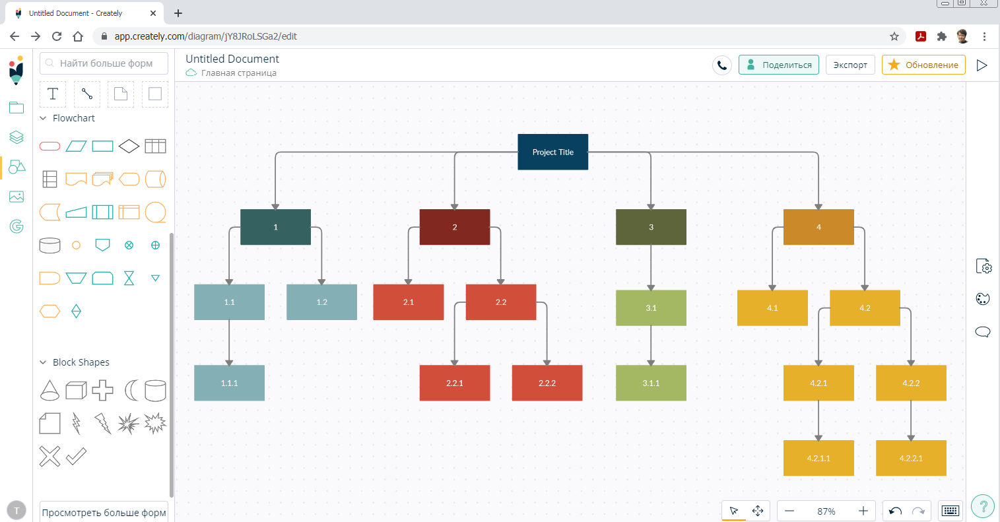 Untitled Document - Creately
app.creately.com/diagram/jY8JRoLSGa2/edit
Найти больше форм
Untitled Document
Главная страница
Поделиться
Экспорт
Обновление
T
Flowchart
Project Title
1
2
3
4
1.1
1.2
2.1
2.2
3.1
4.1
4.2
1.1.1
2.2.1
2.2.2
3.1.1
4.2.1
4.2.2
4.2.1.1
4.2.2.1
Block Shapes
T
Просмотреть больше форм
87%
?